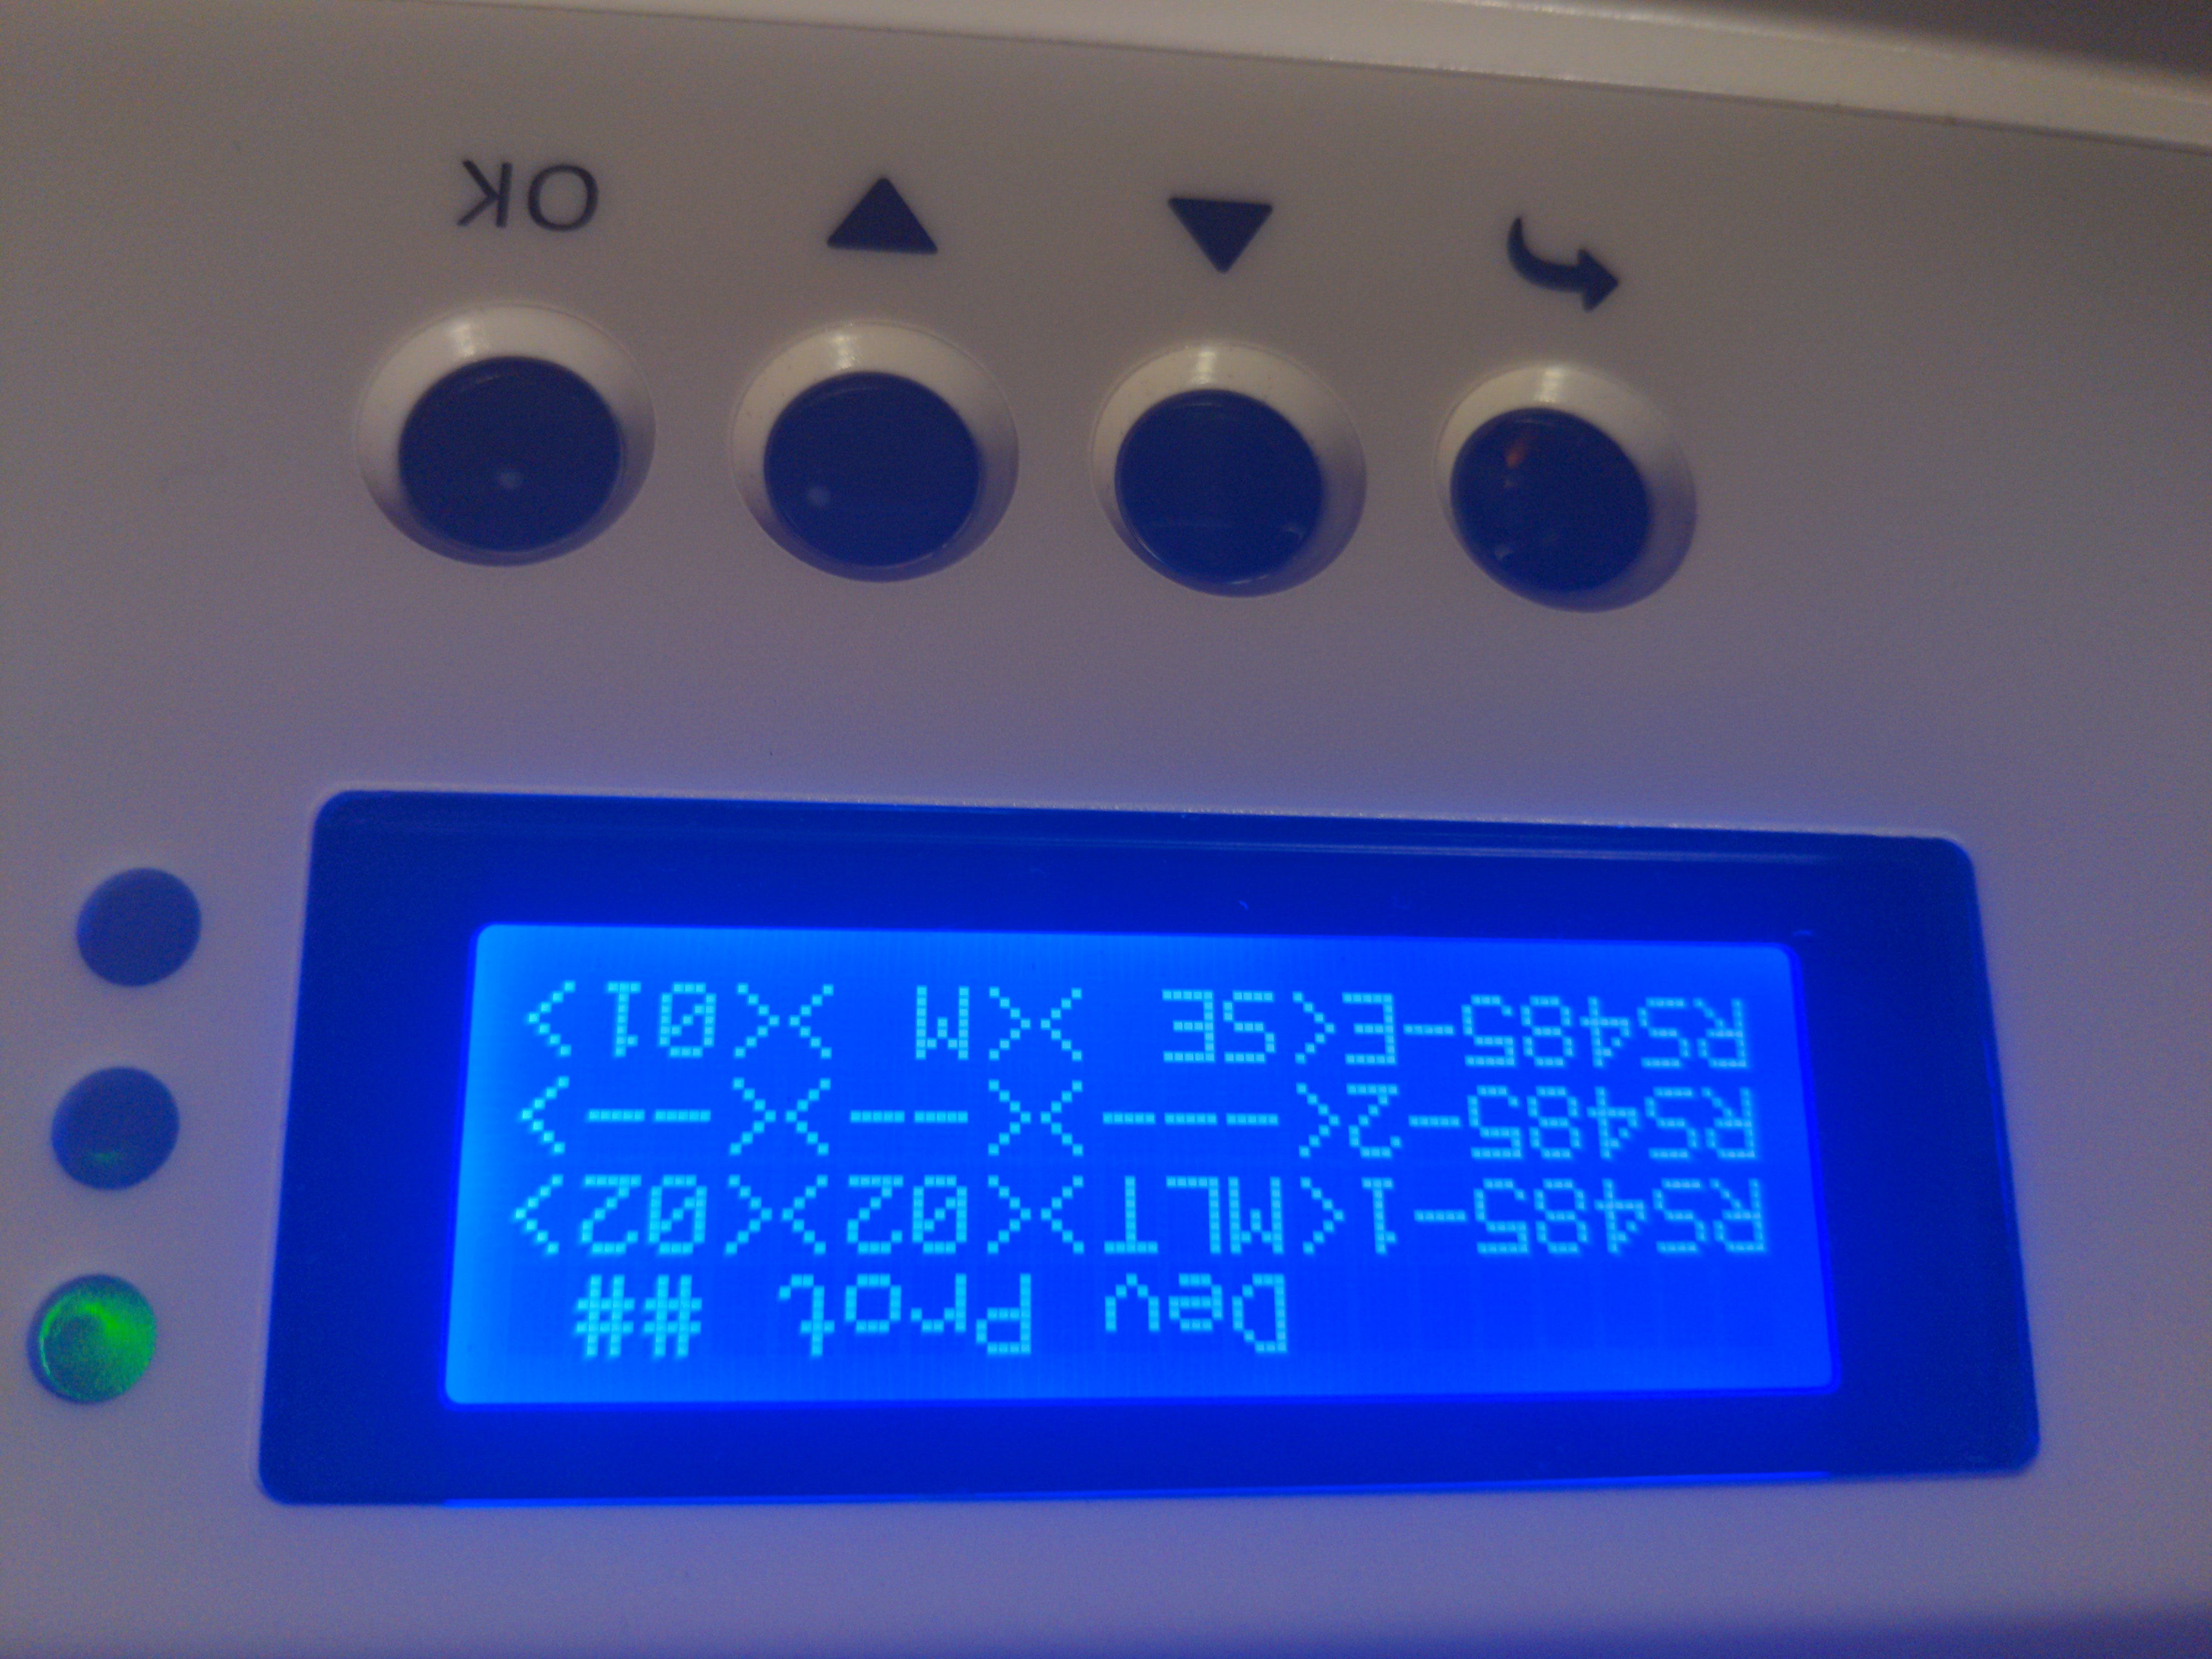 Dev Prot ##
RS485-1<MLT><02><02>
RS485-2<---><--><-->
RS485-E<SE ><M ><01>
OK